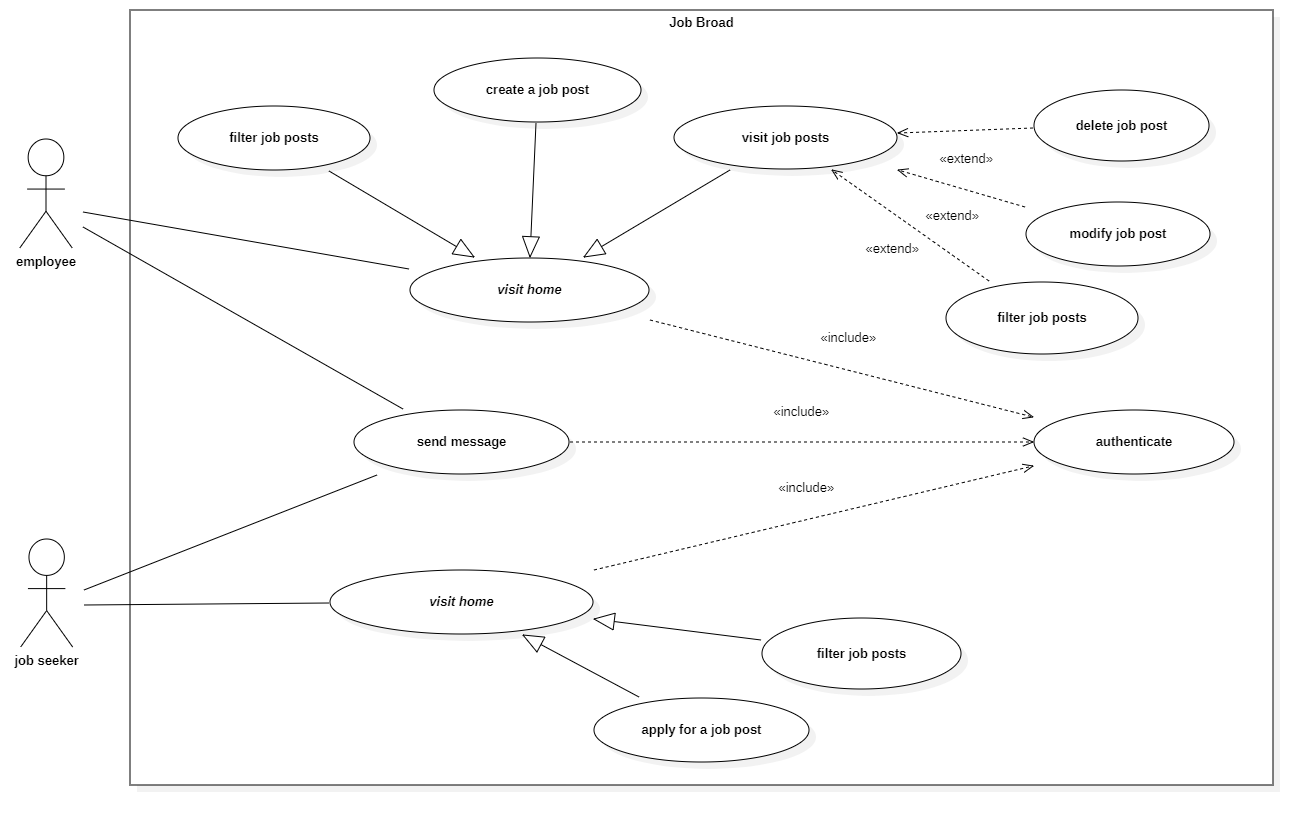 Job Broad
create a job post
filter job posts
visit job posts
delete job post
«extend»
«extend»
modify job post
«extend»
employee
visit home
filter job posts
«include»
«include»
send message
authenticate
«include»
visit home
filter job posts
job seeker
apply for a job post